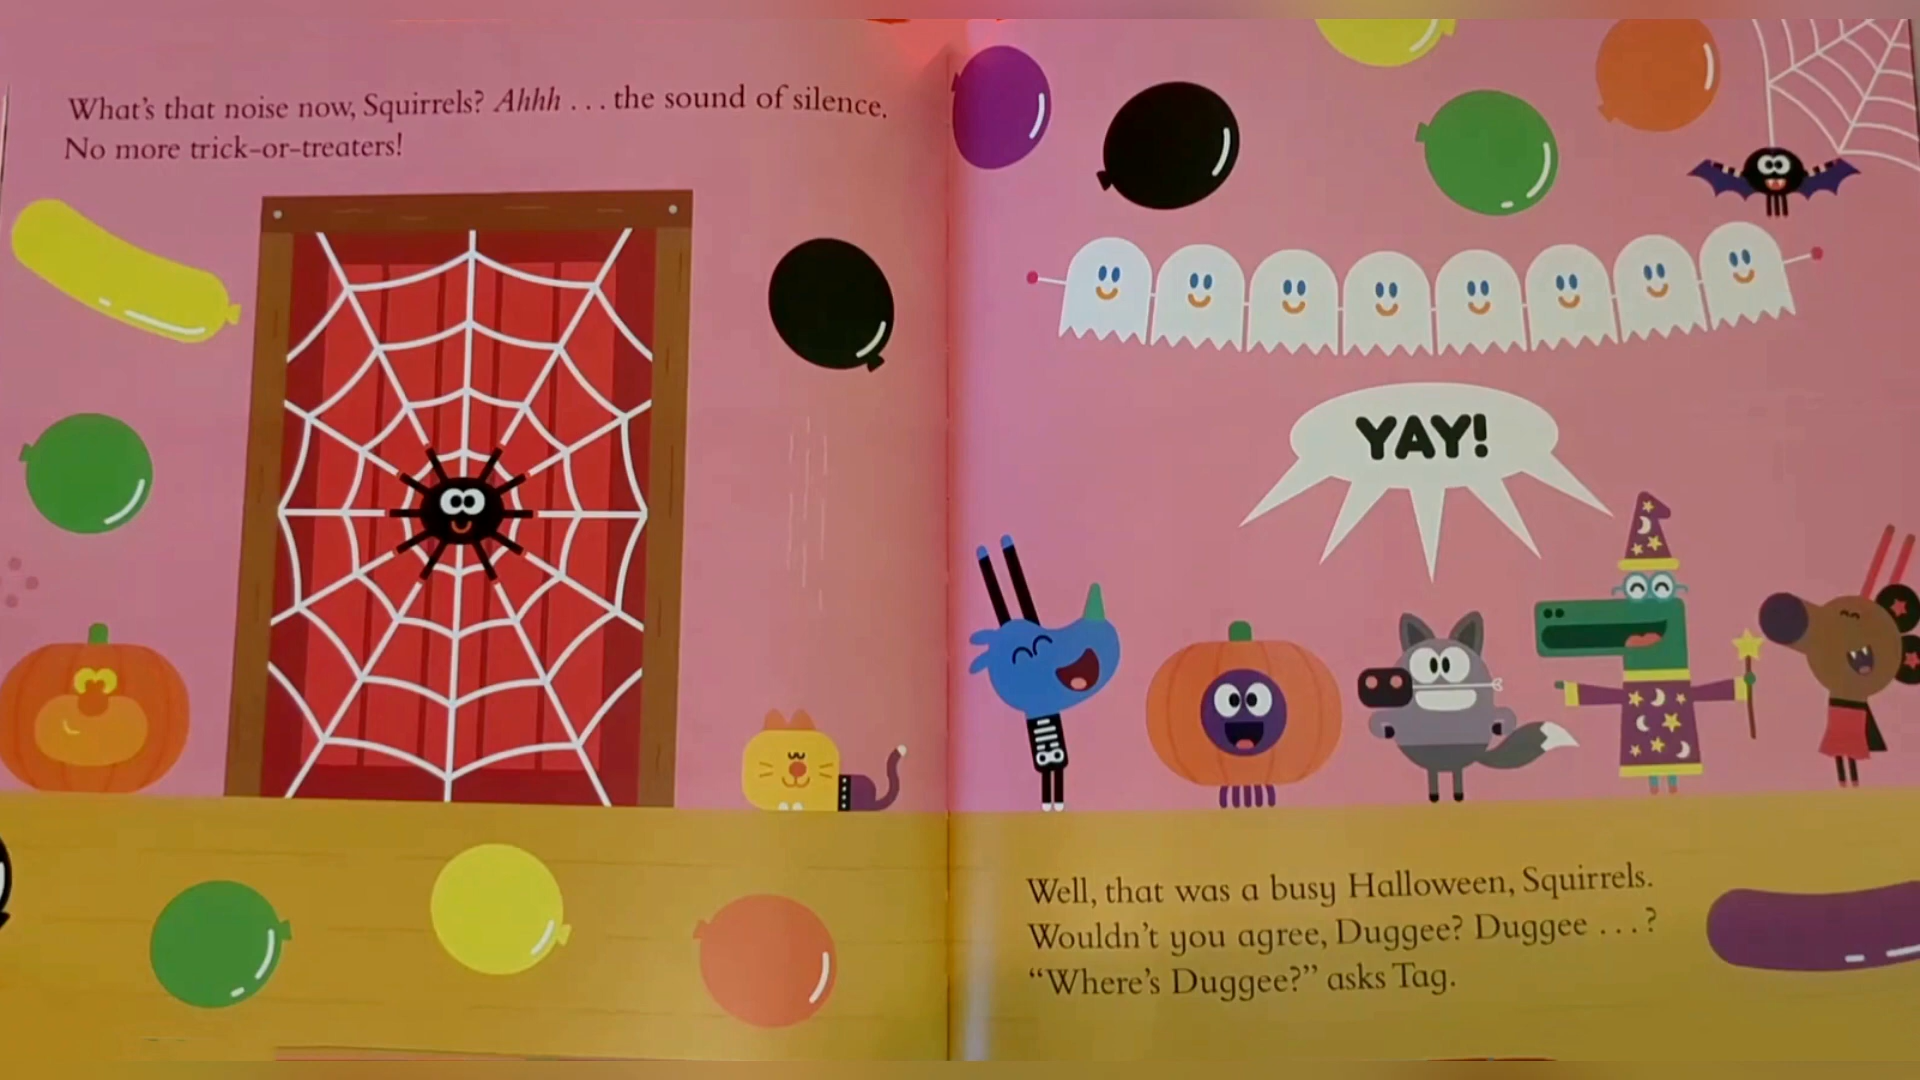 What's that noise now, Squirrels? Ahhh . . . the sound of silence.
No more trick-or-treaters!
YAY!
Well, that was a busy Halloween, Squirrels.
Wouldn't you agree, Duggee? Duggee . . . ?
“Where's Duggee?” asks Tag.